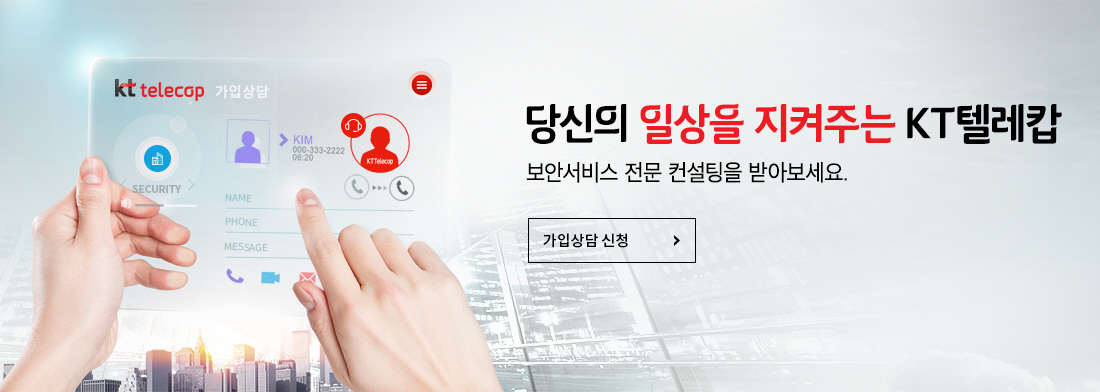 kt telecop 가입상담
KIM
000-333-2222
06:20
KTTelecop
SECURITY
NAME
PHONE
MESSAGE
당신의 일상을 지켜주는 KT텔레캅
보안서비스 전문 컨설팅을 받아보세요.
가입상담 신청